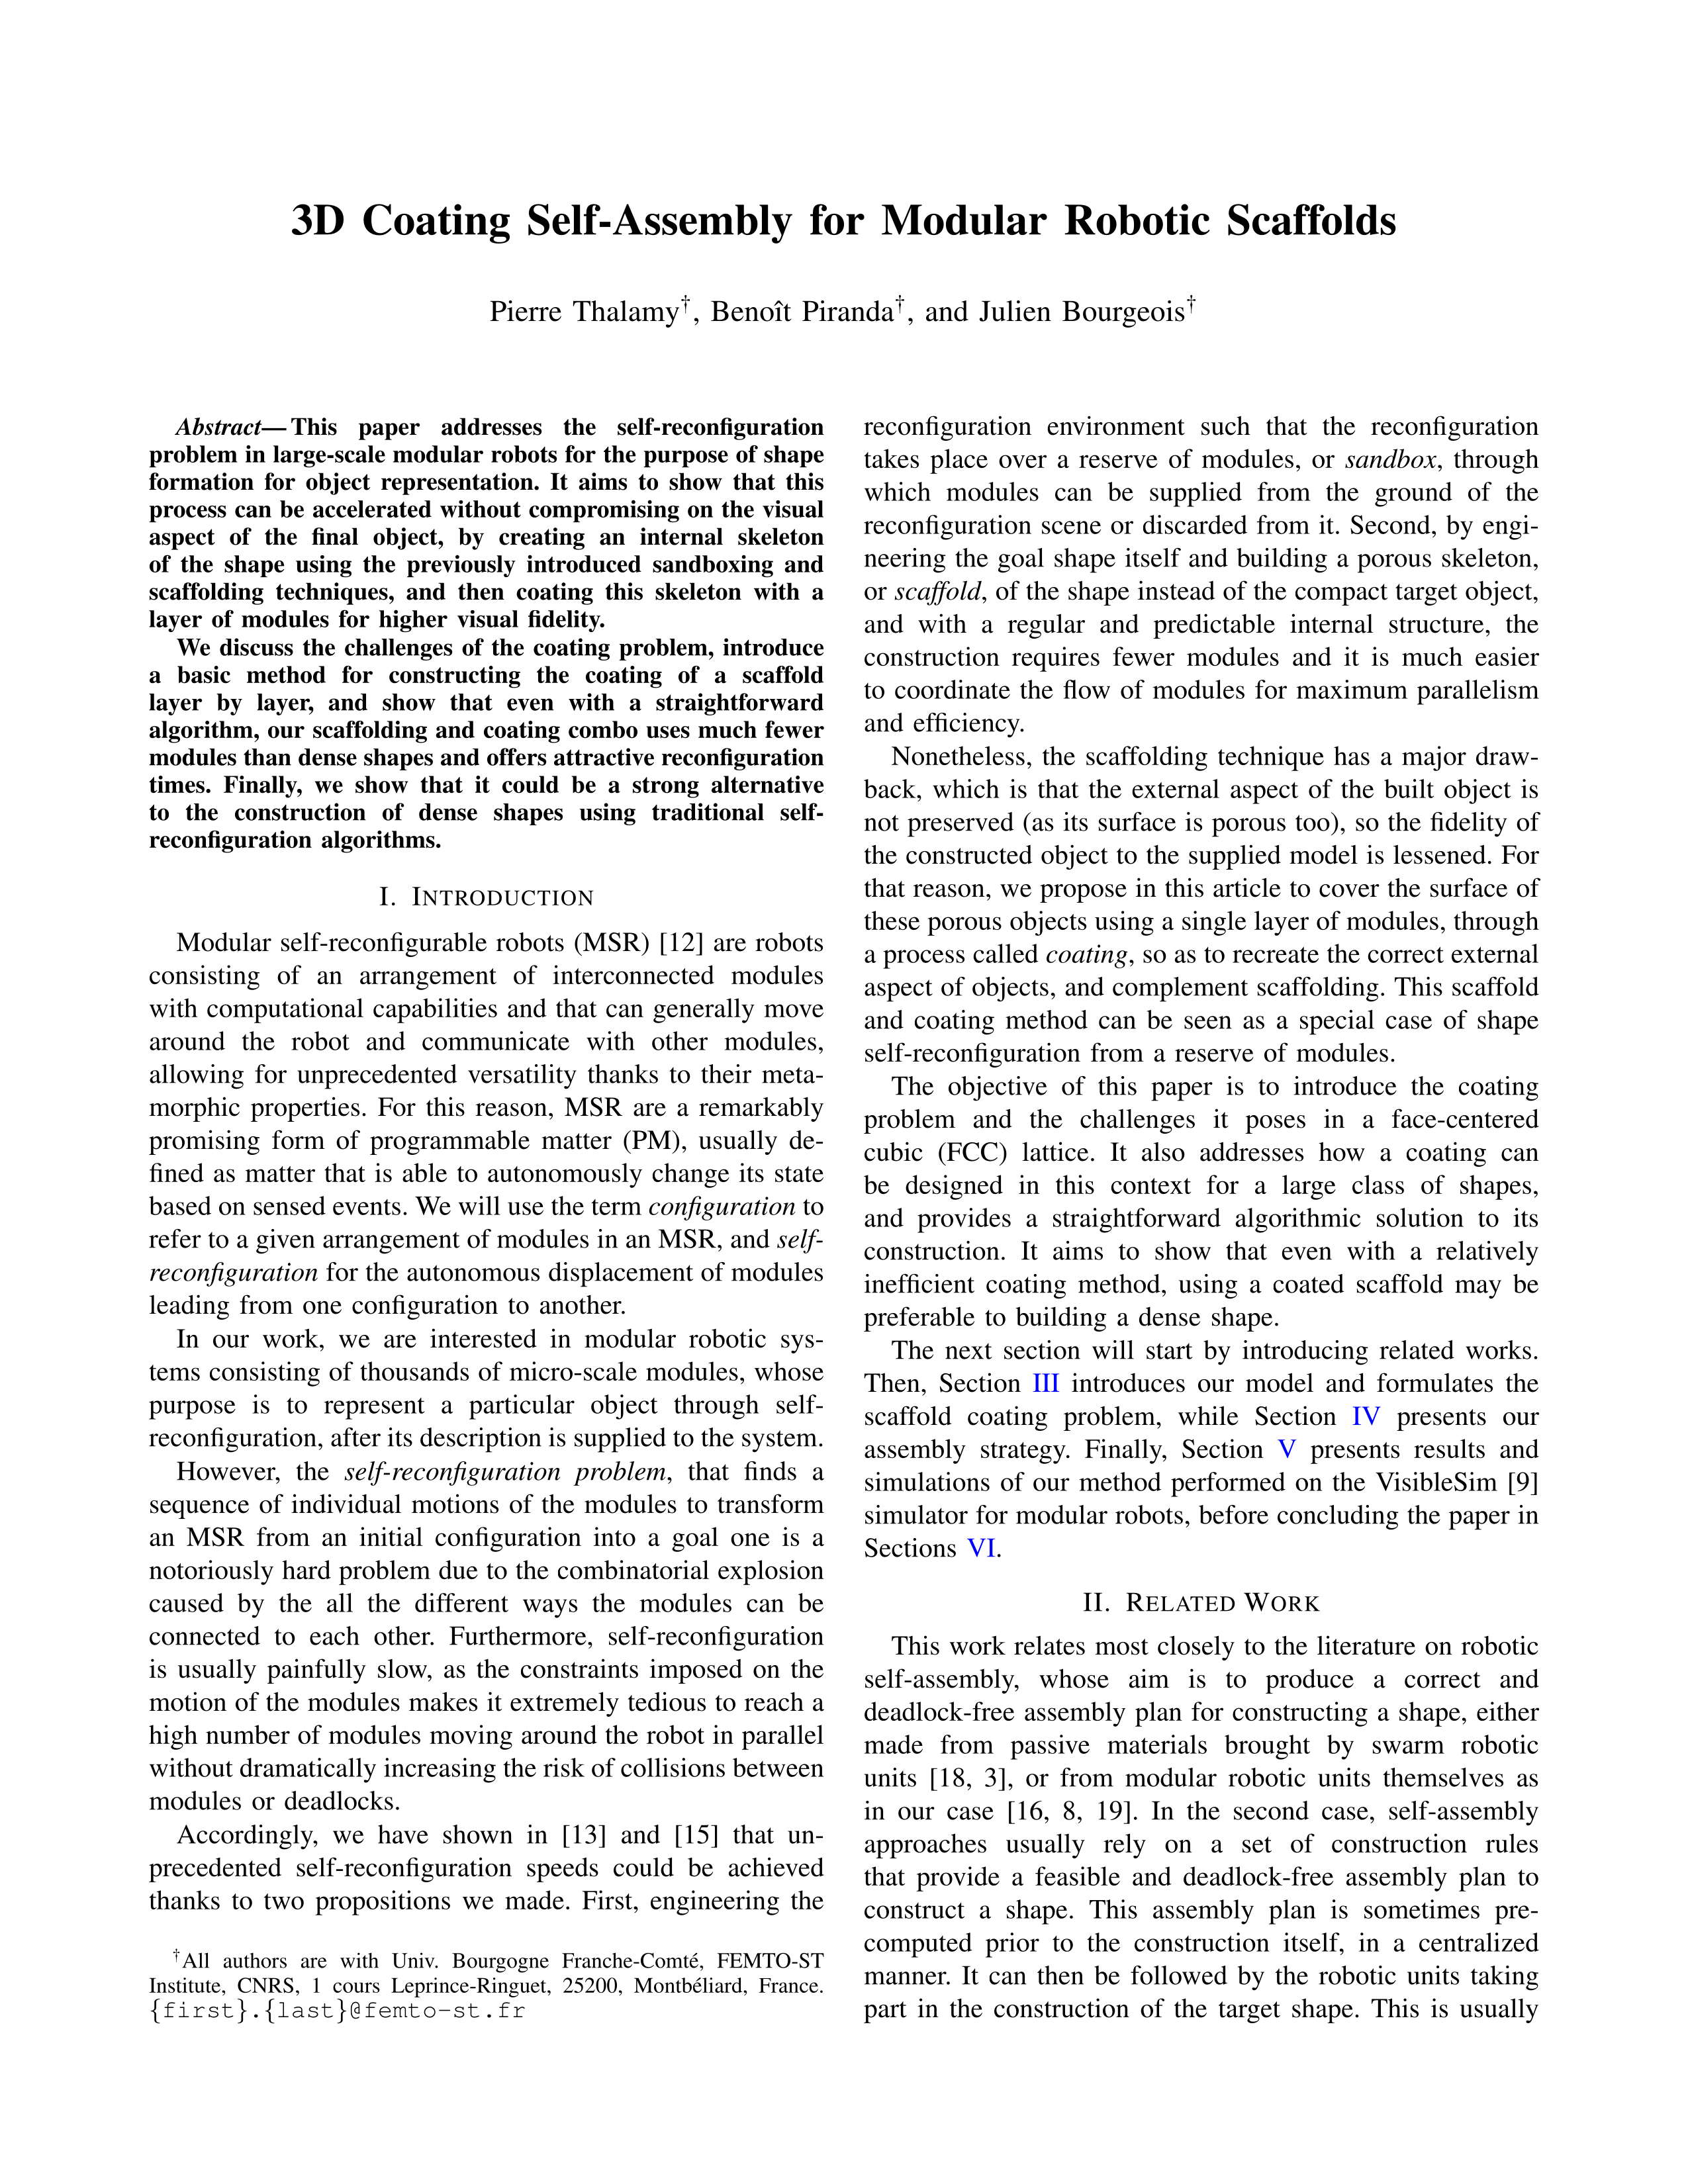 3D Coating Self-Assembly for Modular Robotic Scaffolds
Pierre Thalamy†, Benoît Piranda†, and Julien Bourgeois†
Abstract— This paper addresses the self-reconfiguration
problem in large-scale modular robots for the purpose of shape
formation for object representation. It aims to show that this
process can be accelerated without compromising on the visual
aspect of the final object, by creating an internal skeleton
of the shape using the previously introduced sandboxing and
scaffolding techniques, and then coating this skeleton with a
layer of modules for higher visual fidelity.
We discuss the challenges of the coating problem, introduce
a basic method for constructing the coating of a scaffold
layer by layer, and show that even with a straightforward
algorithm, our scaffolding and coating combo uses much fewer
modules than dense shapes and offers attractive reconfiguration
times. Finally, we show that it could be a strong alternative
to the construction of dense shapes using traditional self-
reconfiguration algorithms.
I. INTRODUCTION
Modular self-reconfigurable robots (MSR) [12] are robots
consisting of an arrangement of interconnected modules
with computational capabilities and that can generally move
around the robot and communicate with other modules,
allowing for unprecedented versatility thanks to their meta-
morphic properties. For this reason, MSR are a remarkably
promising form of programmable matter (PM), usually de-
fined as matter that is able to autonomously change its state
based on sensed events. We will use the term configuration to
refer to a given arrangement of modules in an MSR, and self-
reconfiguration for the autonomous displacement of modules
leading from one configuration to another.
In our work, we are interested in modular robotic sys-
tems consisting of thousands of micro-scale modules, whose
purpose is to represent a particular object through self-
reconfiguration, after its description is supplied to the system.
However, the self-reconfiguration problem, that finds a
sequence of individual motions of the modules to transform
an MSR from an initial configuration into a goal one is a
notoriously hard problem due to the combinatorial explosion
caused by the all the different ways the modules can be
connected to each other. Furthermore, self-reconfiguration
is usually painfully slow, as the constraints imposed on the
motion of the modules makes it extremely tedious to reach a
high number of modules moving around the robot in parallel
without dramatically increasing the risk of collisions between
modules or deadlocks.
Accordingly, we have shown in [13] and [15] that un-
precedented self-reconfiguration speeds could be achieved
thanks to two propositions we made. First, engineering the
†All authors are with Univ. Bourgogne Franche-Comté, FEMTO-ST
Institute, CNRS, 1 cours Leprince-Ringuet, 25200, Montbéliard, France.
{first}.{last}@femto-st.fr
reconfiguration environment such that the reconfiguration
takes place over a reserve of modules, or sandbox, through
which modules can be supplied from the ground of the
reconfiguration scene or discarded from it. Second, by engi-
neering the goal shape itself and building a porous skeleton,
or scaffold, of the shape instead of the compact target object,
and with a regular and predictable internal structure, the
construction requires fewer modules and it is much easier
to coordinate the flow of modules for maximum parallelism
and efficiency.
Nonetheless, the scaffolding technique has a major draw-
back, which is that the external aspect of the built object is
not preserved (as its surface is porous too), so the fidelity of
the constructed object to the supplied model is lessened. For
that reason, we propose in this article to cover the surface of
these porous objects using a single layer of modules, through
a process called coating, so as to recreate the correct external
aspect of objects, and complement scaffolding. This scaffold
and coating method can be seen as a special case of shape
self-reconfiguration from a reserve of modules.
The objective of this paper is to introduce the coating
problem and the challenges it poses in a face-centered
cubic (FCC) lattice. It also addresses how a coating can
be designed in this context for a large class of shapes,
and provides a straightforward algorithmic solution to its
construction. It aims to show that even with a relatively
inefficient coating method, using a coated scaffold may be
preferable to building a dense shape.
The next section will start by introducing related works.
Then, Section III introduces our model and formulates the
scaffold coating problem, while Section IV presents our
assembly strategy. Finally, Section V presents results and
simulations of our method performed on the VisibleSim [9]
simulator for modular robots, before concluding the paper in
Sections VI.
II. RELATED WORK
This work relates most closely to the literature on robotic
self-assembly, whose aim is to produce a correct and
deadlock-free assembly plan for constructing a shape, either
made from passive materials brought by swarm robotic
units [18, 3], or from modular robotic units themselves as
in our case [16, 8, 19]. In the second case, self-assembly
approaches usually rely on a set of construction rules
that provide a feasible and deadlock-free assembly plan to
construct a shape. This assembly plan is sometimes pre-
computed prior to the construction itself, in a centralized
manner. It can then be followed by the robotic units taking
part in the construction of the target shape. This is usually